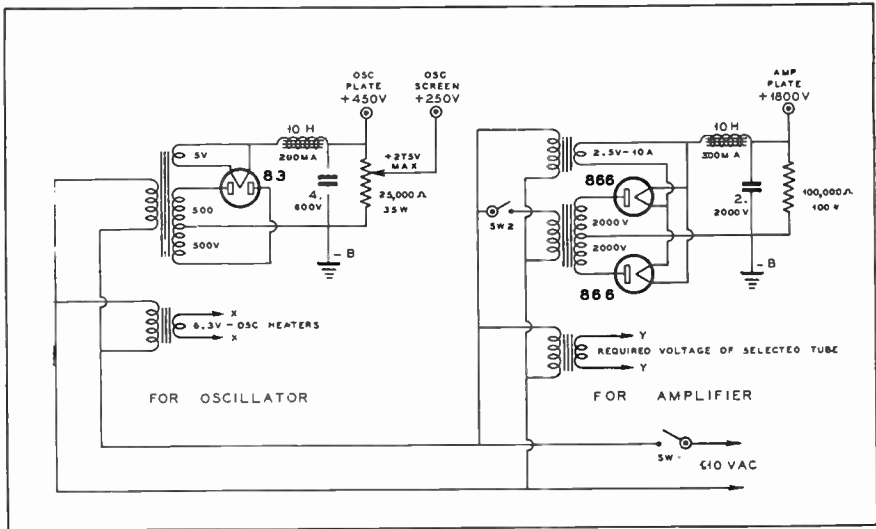 OSC
PLATE
+450V
OSC
SCREEN
+250V
10 H
200MA
5V
83
+275V
MAX
4.
600V
25,000 Ω
35W
500
500V
- B
X
6.3V - OSC HEATERS
X
FOR OSCILLATOR
AMP
PLATE
+1800V
10H
300MA
2.5V-10A
866
SW 2
2000V
2000V
866
2.
2000V
100,000 Ω
100 W
- B
Y
REQUIRED VOLTAGE OF SELECTED TUBE
Y
FOR AMPLIFIER
SW
110 VAC